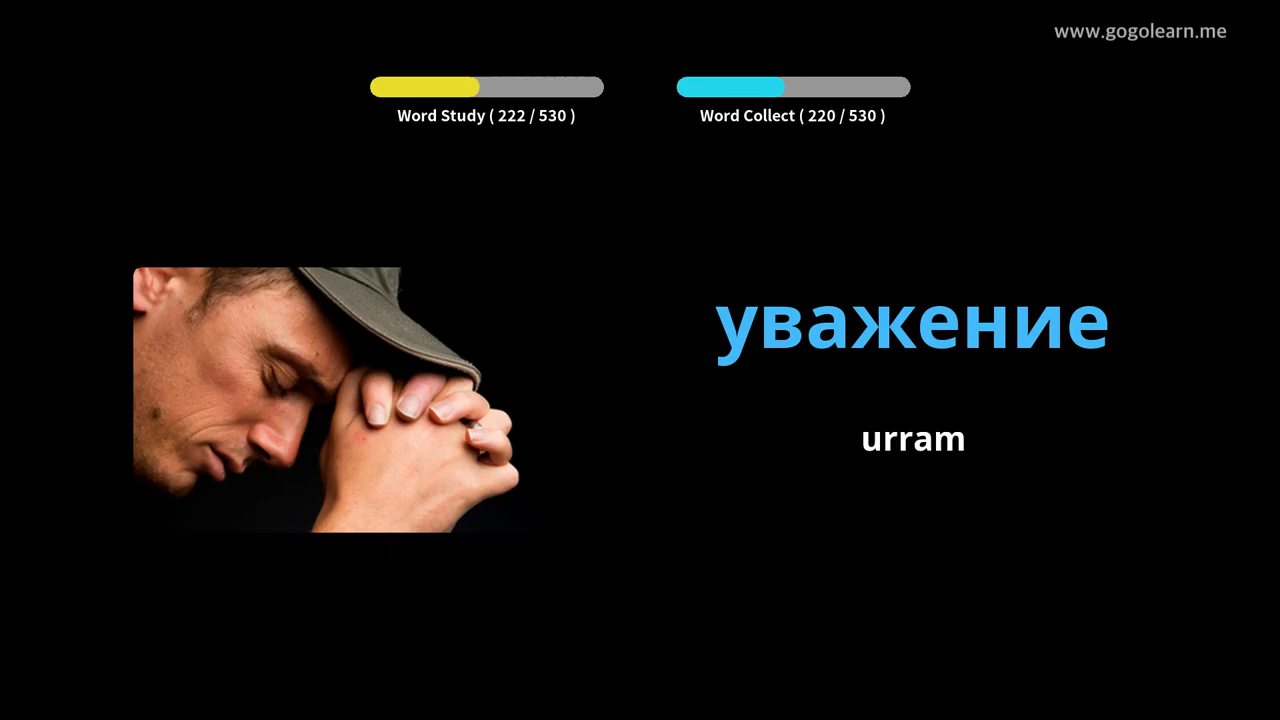 www.gogolearn.me
Word Study ( 222 / 530 )
Word Collect ( 220 / 530 )
уважение
urram